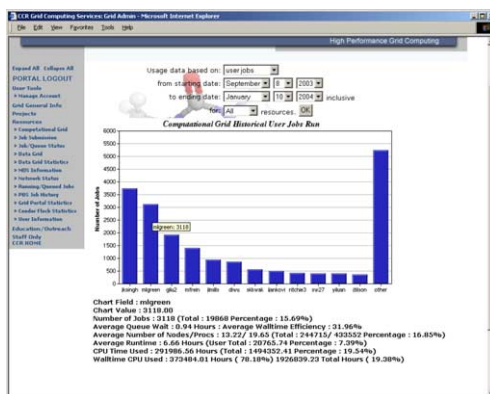 CCR Grid Computing Services: Grid Admin - Microsoft Internet Explorer
File Edit View Favorites Tools Help
High Performance Grid Computing
Expand All Collapse All
PORTAL LOGOUT
User Tools
» Manage Account
Grid General Info
Projects
Resources
» Computational Grid
» Job Submission
» Job/Queue Status
» Data Grid
» Data Grid Statistics
» MDS Information
» Network Status
» Running/Queued Jobs
» PBS Job History
» Grid Portal Statistics
» Condor Flock Statistics
» User Information
Education/Outreach
Staff Only
CCR HOME
Usage data based on: user jobs
from starting date: September 8 2003
to ending date: January 10 2004 inclusive
for: All resources. OK
Computational Grid Historical User Jobs Run
Number of Jobs
6000
5500
5000
4500
4000
3500
3000
2500
2000
1500
1000
500
0
mlgreen: 3118
mlgreen other
Chart Field : mlgreen
Chart Value : 3118.00
Number of Jobs : 3118 (Total : 19868 Percentage : 15.69%)
Average Queue Wait : 0.94 Hours : Average Walltime Efficiency : 31.96%
Average Number of Nodes/Procs : 13.22/ 19.65 (Total : 244715/ 433552 Percentage : 16.85%)
Average Runtime : 6.66 Hours (User Total : 20765.74 Percentage : 7.39%)
CPU Time Used : 291986.56 Hours (Total : 1494352.41 Percentage : 19.54%)
Walltime CPU Used : 373484.01 Hours ( 78.18%) 1926839.23 Total Hours ( 19.38%)